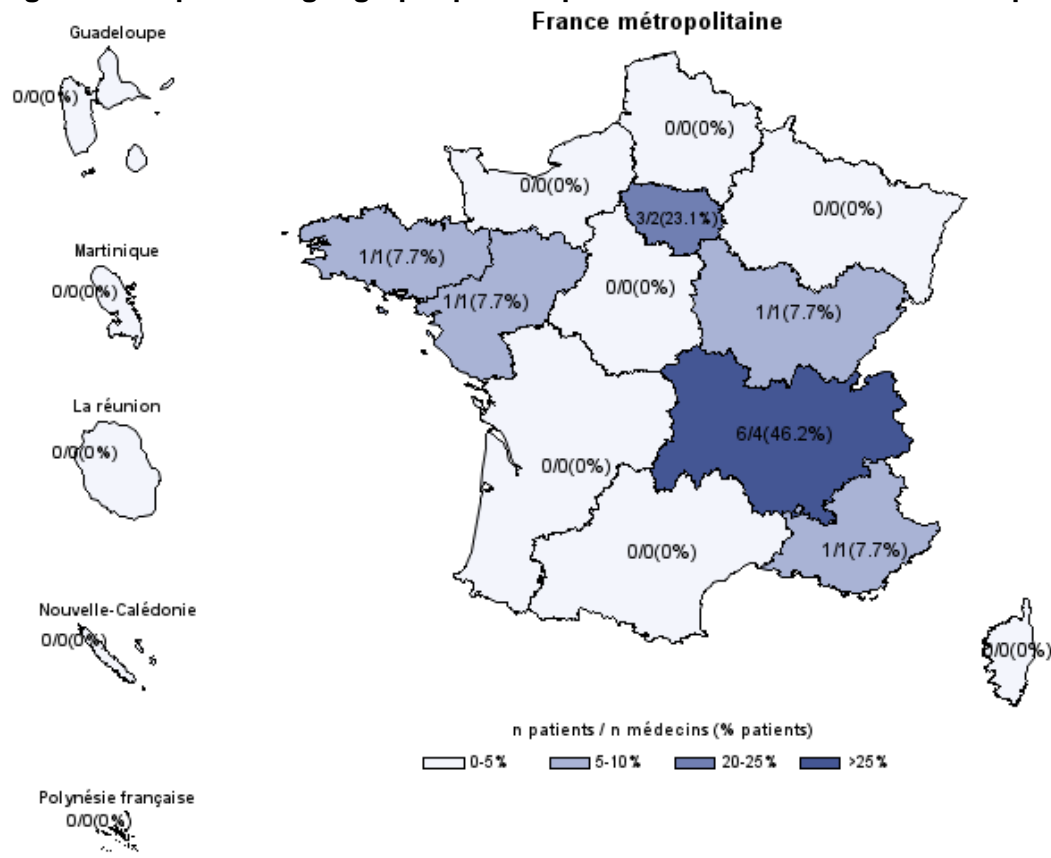 France métropolitaine
Guadeloupe
0/0(0%)
0/0(0%)
0/0(0%)
0/0(0%)
3/2(23.1%)
Martinique
1/1(7.7%)
0/0(0%)
0/0(0%)
1/1(7.7%)
1/1(7.7%)
La réunion
0/0(0%)
6/4(46.2%)
0/0(0%)
0/0(0%)
1/1(7.7%)
Nouvelle-Calédonie
0/0(0%)
0/0(0%)
n patients / n médecins (% patients)
0-5% 5-10% 20-25% >25%
Polynésie française
0/0(0%)